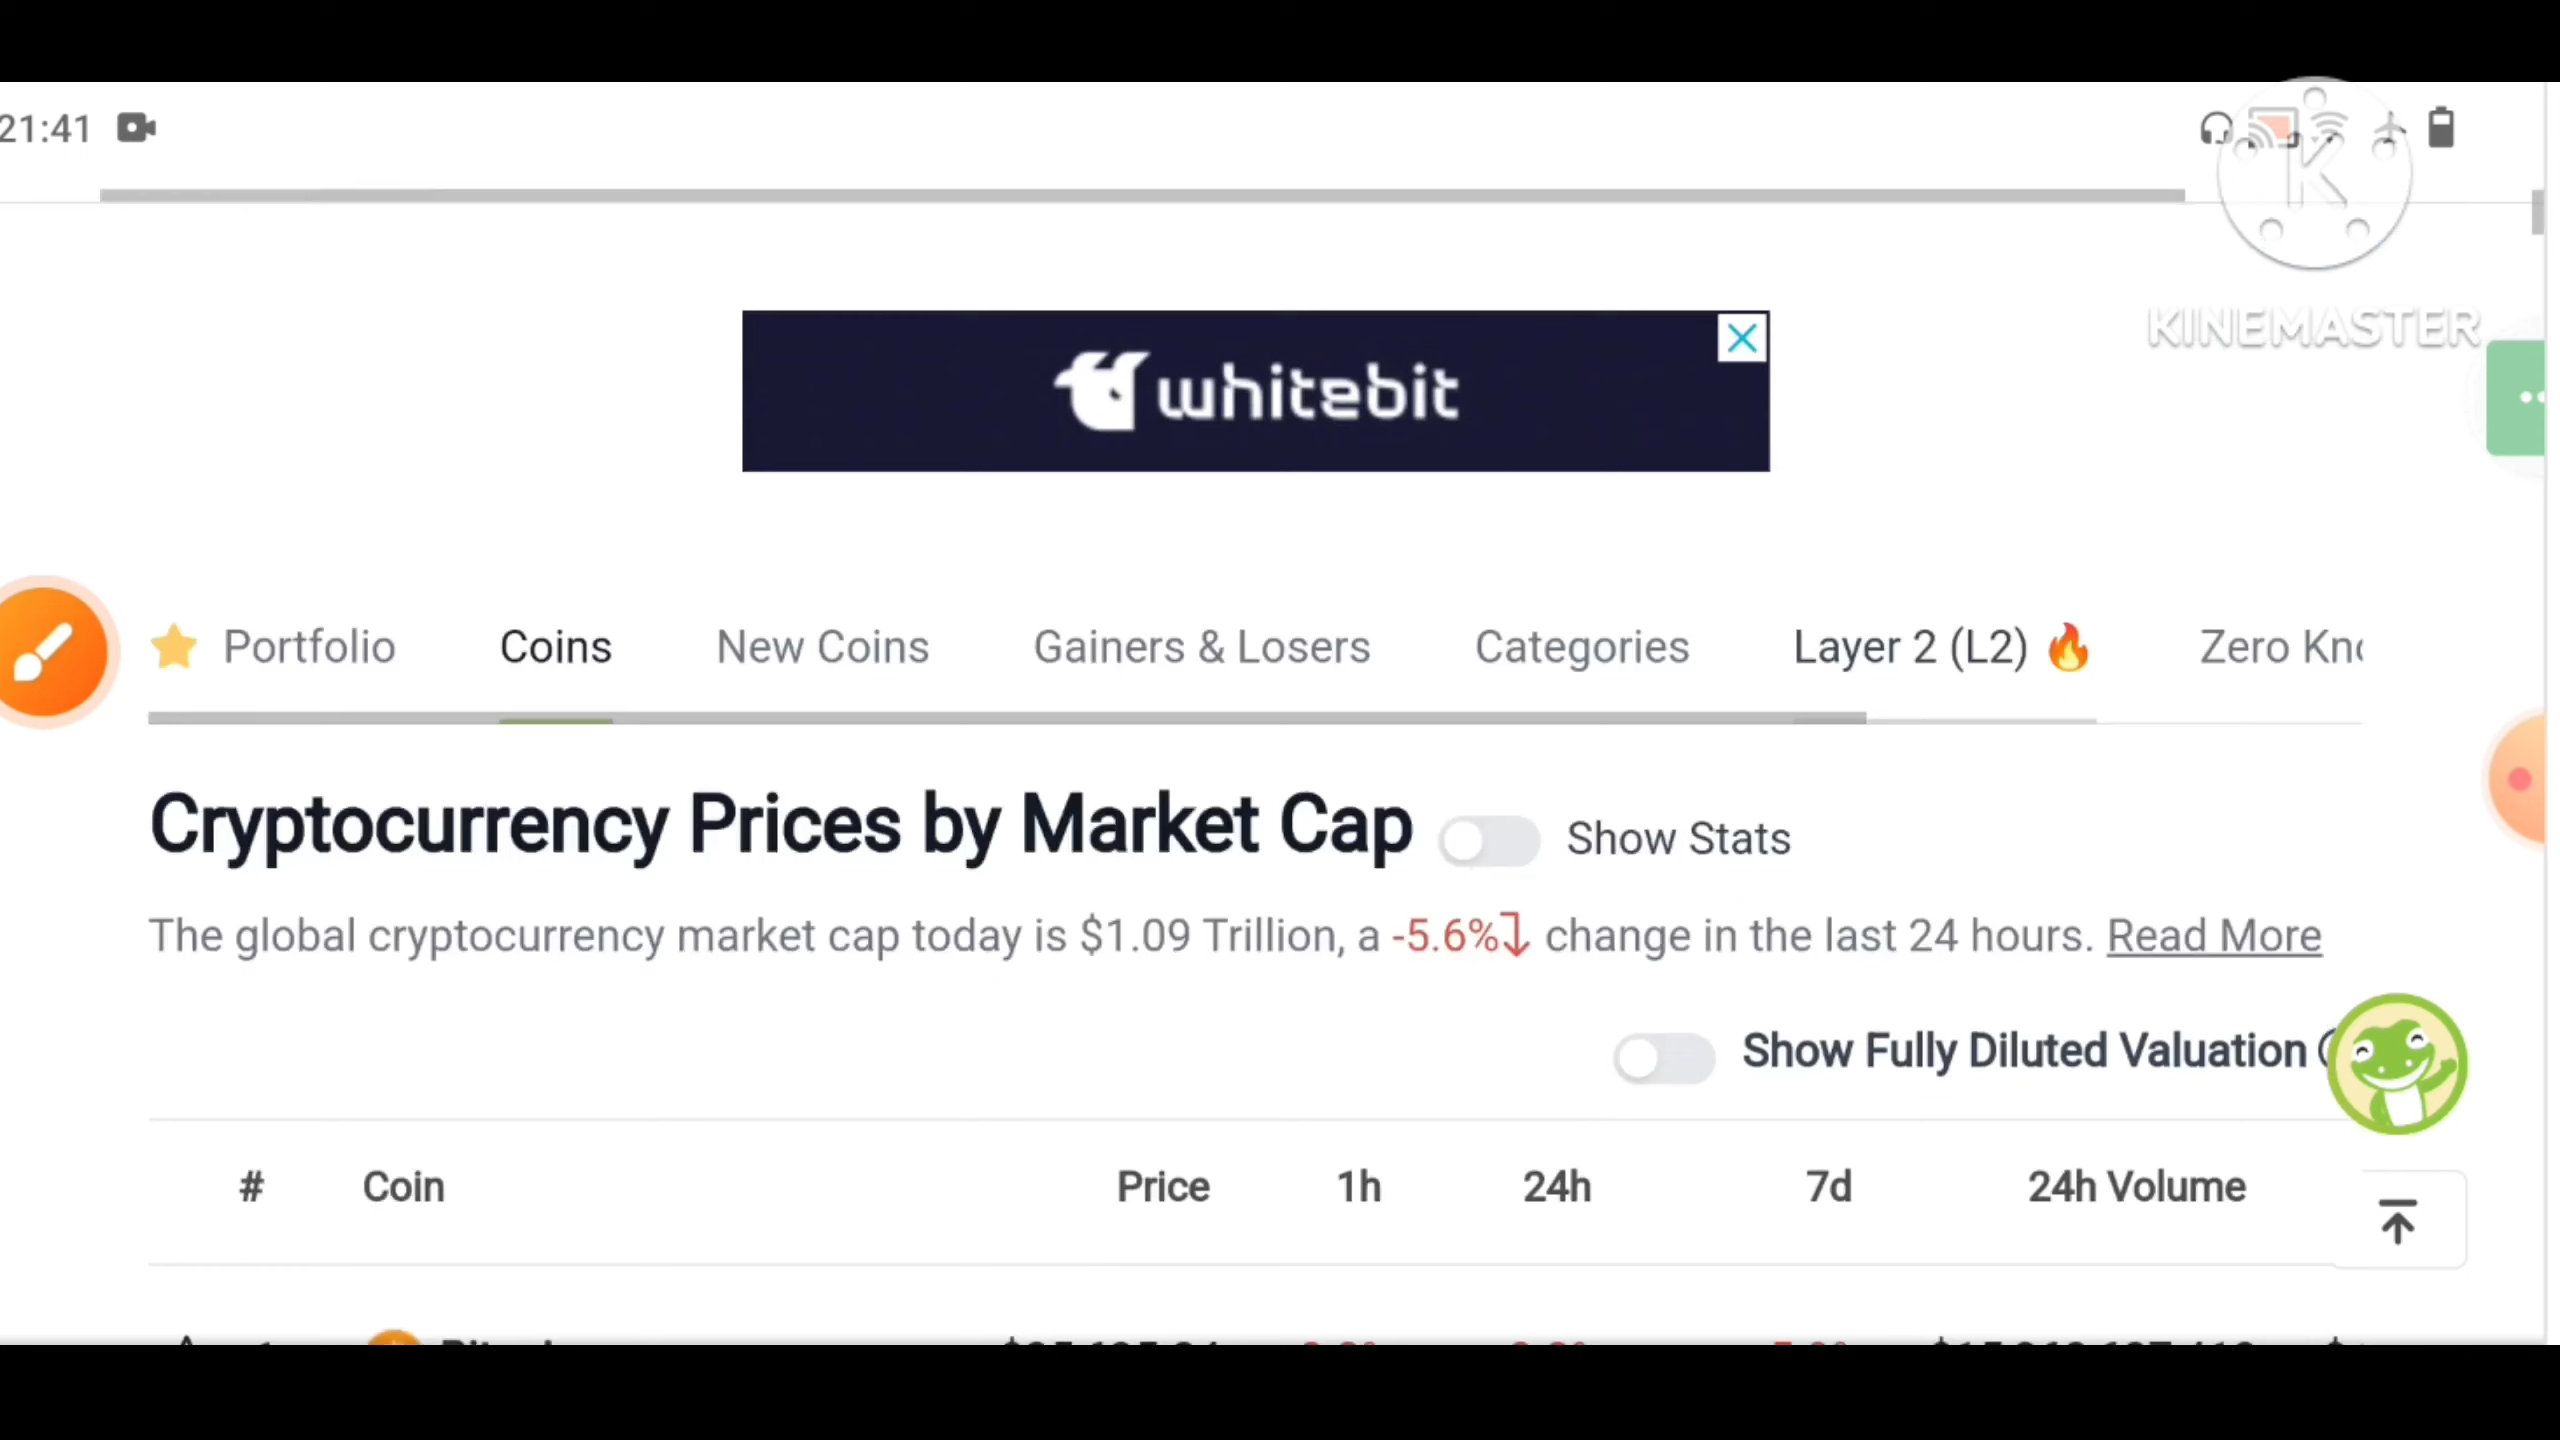 21:41
KINEMASTER
whitebit
Portfolio Coins New Coins Gainers & Losers Categories Layer 2 (L2) 🔥 Zero Kn
Cryptocurrency Prices by Market Cap Show Stats
The global cryptocurrency market cap today is $1.09 Trillion, a -5.6% change in the last 24 hours. Read More
Show Fully Diluted Valuation
# Coin Price 1h 24h 7d 24h Volume